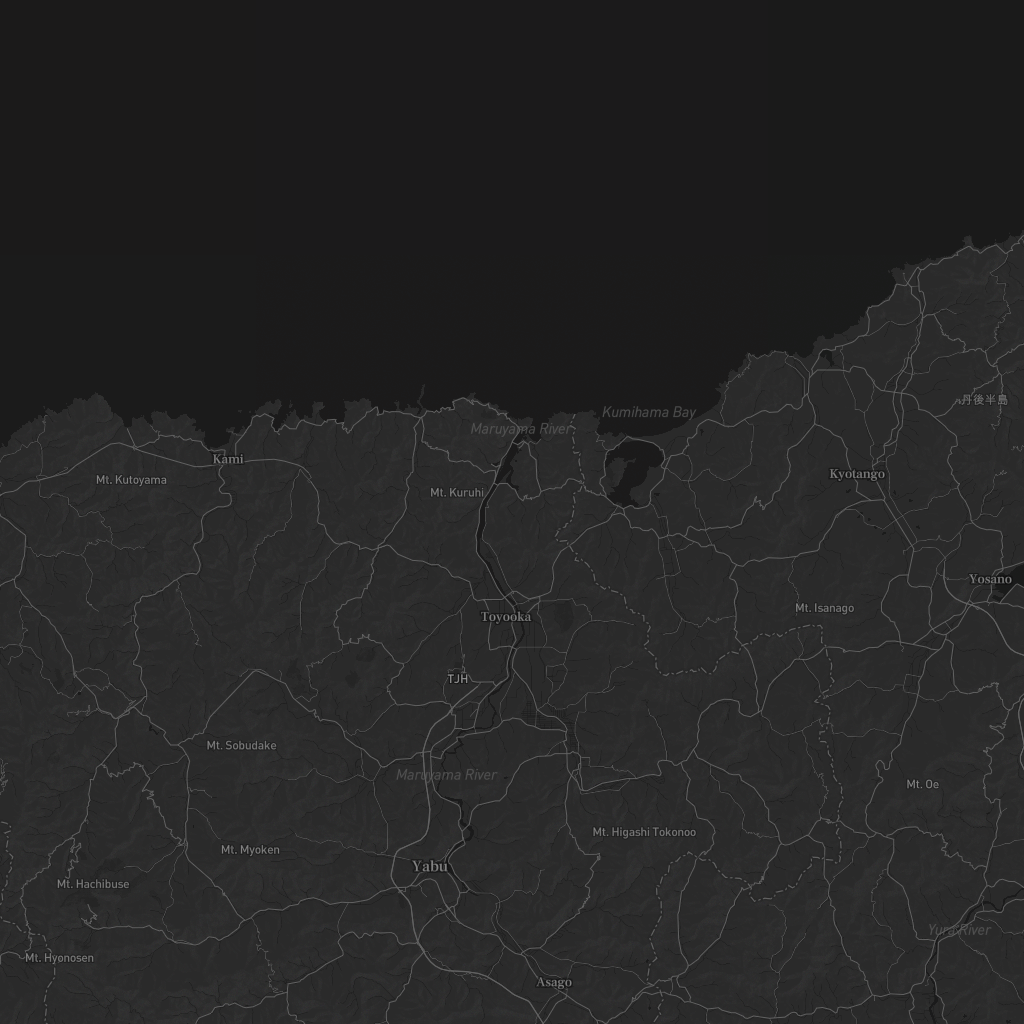 丹後半島
Kumihama Bay
Maruyama River
Kami
Kyotango
Mt. Kutoyama
Mt. Kuruhi
Yosano
Mt. Isanago
Toyooka
TJH
Mt. Sobudake
Maruyama River
Mt. Oe
Mt. Higashi Tokonoo
Mt. Myoken
Yabu
Mt. Hachibuse
Yura River
Mt. Hyonosen
Asago